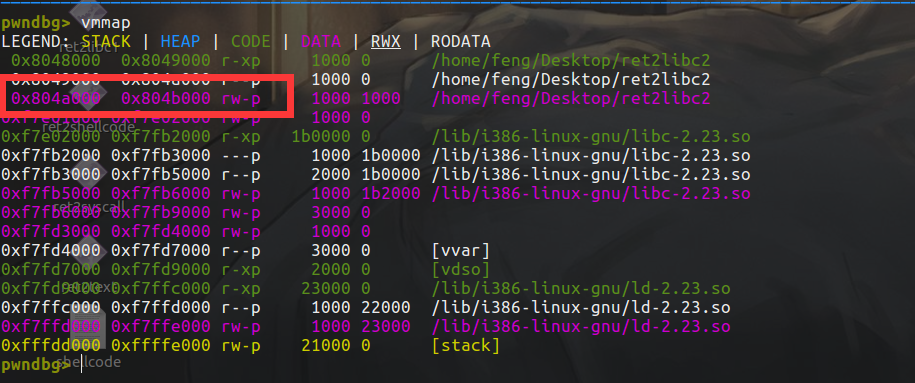 pwndbg> vmmap
LEGEND: STACK | HEAP | CODE | DATA | RWX | RODATA
0x8048000 0x8049000 r-xp 1000 0 /home/feng/Desktop/ret2libc2
0x8049000 0x804a000 r--p 1000 0 /home/feng/Desktop/ret2libc2
0x804a000 0x804b000 rw-p 1000 1000 /home/feng/Desktop/ret2libc2
0xf7e01000 0xf7e02000 rw-p 1000 0
ret2shellcode
0xf7e02000 0xf7fb2000 r-xp 1b0000 0 /lib/i386-linux-gnu/libc-2.23.so
0xf7fb2000 0xf7fb3000 ---p 1000 1b0000 /lib/i386-linux-gnu/libc-2.23.so
0xf7fb3000 0xf7fb5000 r--p 2000 1b0000 /lib/i386-linux-gnu/libc-2.23.so
0xf7fb5000 0xf7fb6000 rw-p 1000 1b2000 /lib/i386-linux-gnu/libc-2.23.so
0xf7fb6000 0xf7fb9000 rw-p 3000 0
ret2syscall
0xf7fd3000 0xf7fd4000 rw-p 1000 0
0xf7fd4000 0xf7fd7000 r--p 3000 0 [vvar]
0xf7fd7000 0xf7fd9000 r-xp 2000 0 [vdso]
0xf7fd9000 0xf7ffc000 r-xp 23000 0 /lib/i386-linux-gnu/ld-2.23.so
ret2text
0xf7ffc000 0xf7ffd000 r--p 1000 22000 /lib/i386-linux-gnu/ld-2.23.so
0xf7ffd000 0xf7ffe000 rw-p 1000 23000 /lib/i386-linux-gnu/ld-2.23.so
0xfffdd000 0xffffe000 rw-p 21000 0 [stack]
shellcode
pwndbg>